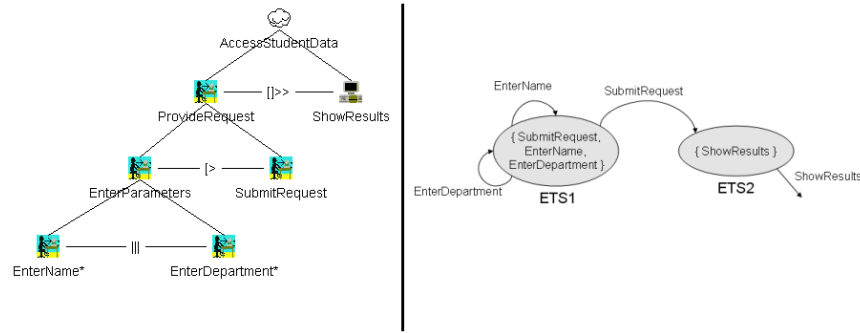 AccessStudentData
[]>>
ProvideRequest
ShowResults
[>
EnterParameters
SubmitRequest
|||
EnterName*
EnterDepartment*
EnterName
SubmitRequest
{ SubmitRequest,
EnterName,
EnterDepartment }
{ ShowResults }
EnterDepartment
ETS1
ETS2
ShowResults